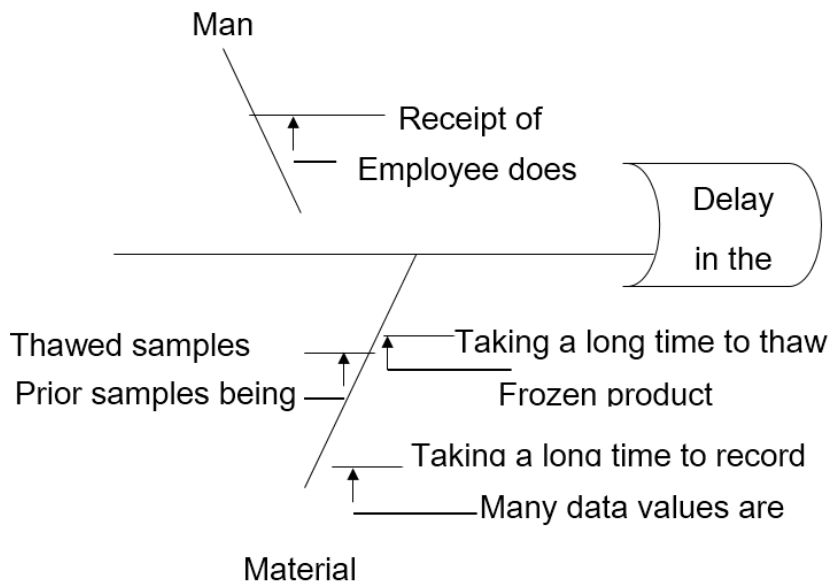 Man
Receipt of
Employee does
Delay
in the
Thawed samples
Taking a long time to thaw
Prior samples being
Frozen product
Taking a long time to record
Many data values are
Material